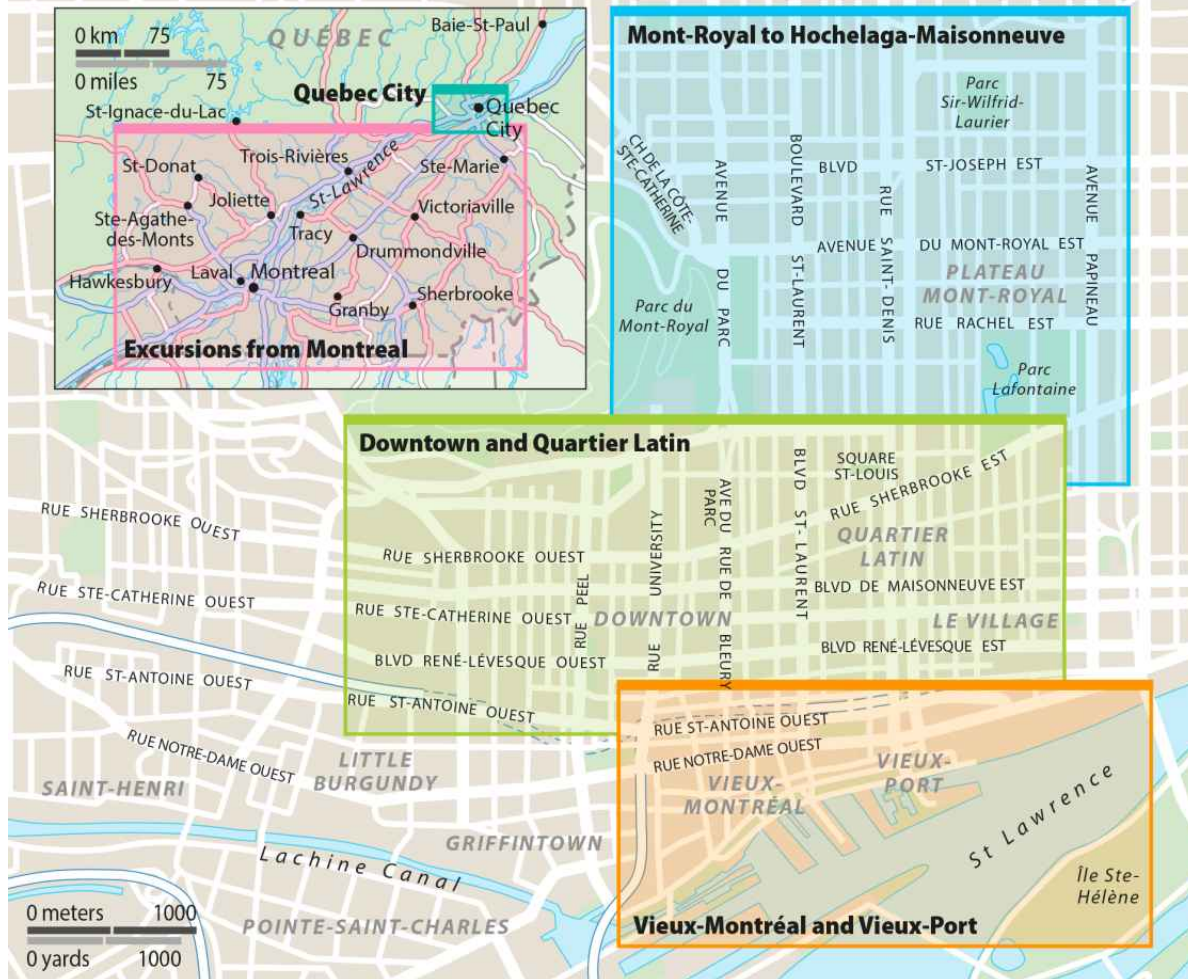 0 km 75
0 miles 75
QUÉBEC
Baie-St-Paul
Quebec City
Quebec
City
St-Ignace-du-Lac
St-Donat
Trois-Rivières
St-Lawrence
Ste-Marie
Joliette
Ste-Agathe-
des-Monts
Tracy
Victoriaville
Drummondville
Hawkesbury
Laval
Montreal
Granby
Sherbrooke
Excursions from Montreal
Mont-Royal to Hochelaga-Maisonneuve
Parc
Sir-Wilfrid-
Laurier
CH DE LA CÔTE-
STE-CATHERINE
AVENUE DU PARC
BOULEVARD ST-LAURENT
BLVD ST-JOSEPH EST
RUE SAINT-DENIS
AVENUE PAPINEAU
AVENUE DU MONT-ROYAL EST
PLATEAU
MONT-ROYAL
Parc du
Mont-Royal
RUE RACHEL EST
Parc
Lafontaine
Downtown and Quartier Latin
SQUARE
ST-LOUIS
RUE SHERBROOKE EST
BLVD ST-LAURENT
AVE DU
PARC
RUE DE BLEURY
RUE UNIVERSITY
RUE PEEL
QUARTIER
LATIN
RUE SHERBROOKE OUEST
RUE SHERBROOKE OUEST
BLVD DE MAISONNEUVE EST
RUE STE-CATHERINE OUEST
RUE STE-CATHERINE OUEST
DOWNTOWN
LE VILLAGE
BLVD RENÉ-LÉVESQUE OUEST
BLVD RENÉ-LÉVESQUE EST
RUE ST-ANTOINE OUEST
RUE ST-ANTOINE OUEST
RUE ST-ANTOINE OUEST
RUE NOTRE-DAME OUEST
RUE NOTRE-DAME OUEST
LITTLE
BURGUNDY
SAINT-HENRI
VIEUX-
MONTRÉAL
VIEUX-
PORT
St Lawrence
GRIFFINTOWN
Lachine Canal
Île Ste-
Hélène
POINTE-SAINT-CHARLES
Vieux-Montréal and Vieux-Port
0 meters 1000
0 yards 1000